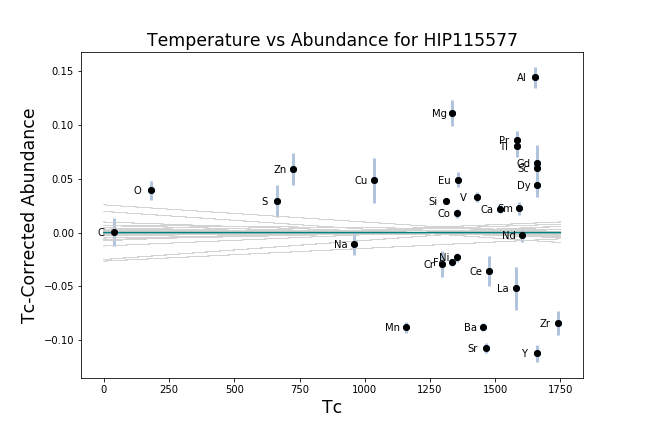 Temperature vs Abundance for HIP115577
Tc-Corrected Abundance
0.15
0.10
0.05
0.00
−0.05
−0.10
Al
Mg
Pr
Ti
Gd
Sc
Dy
Zn
Cu
Eu
O
S
Si
V
Co
Ca
Sm
C
Nd
Na
Ni
Cr
Ce
La
Mn
Ba
Zr
Sr
Y
0
250
500
750
1000
1250
1500
1750
Tc